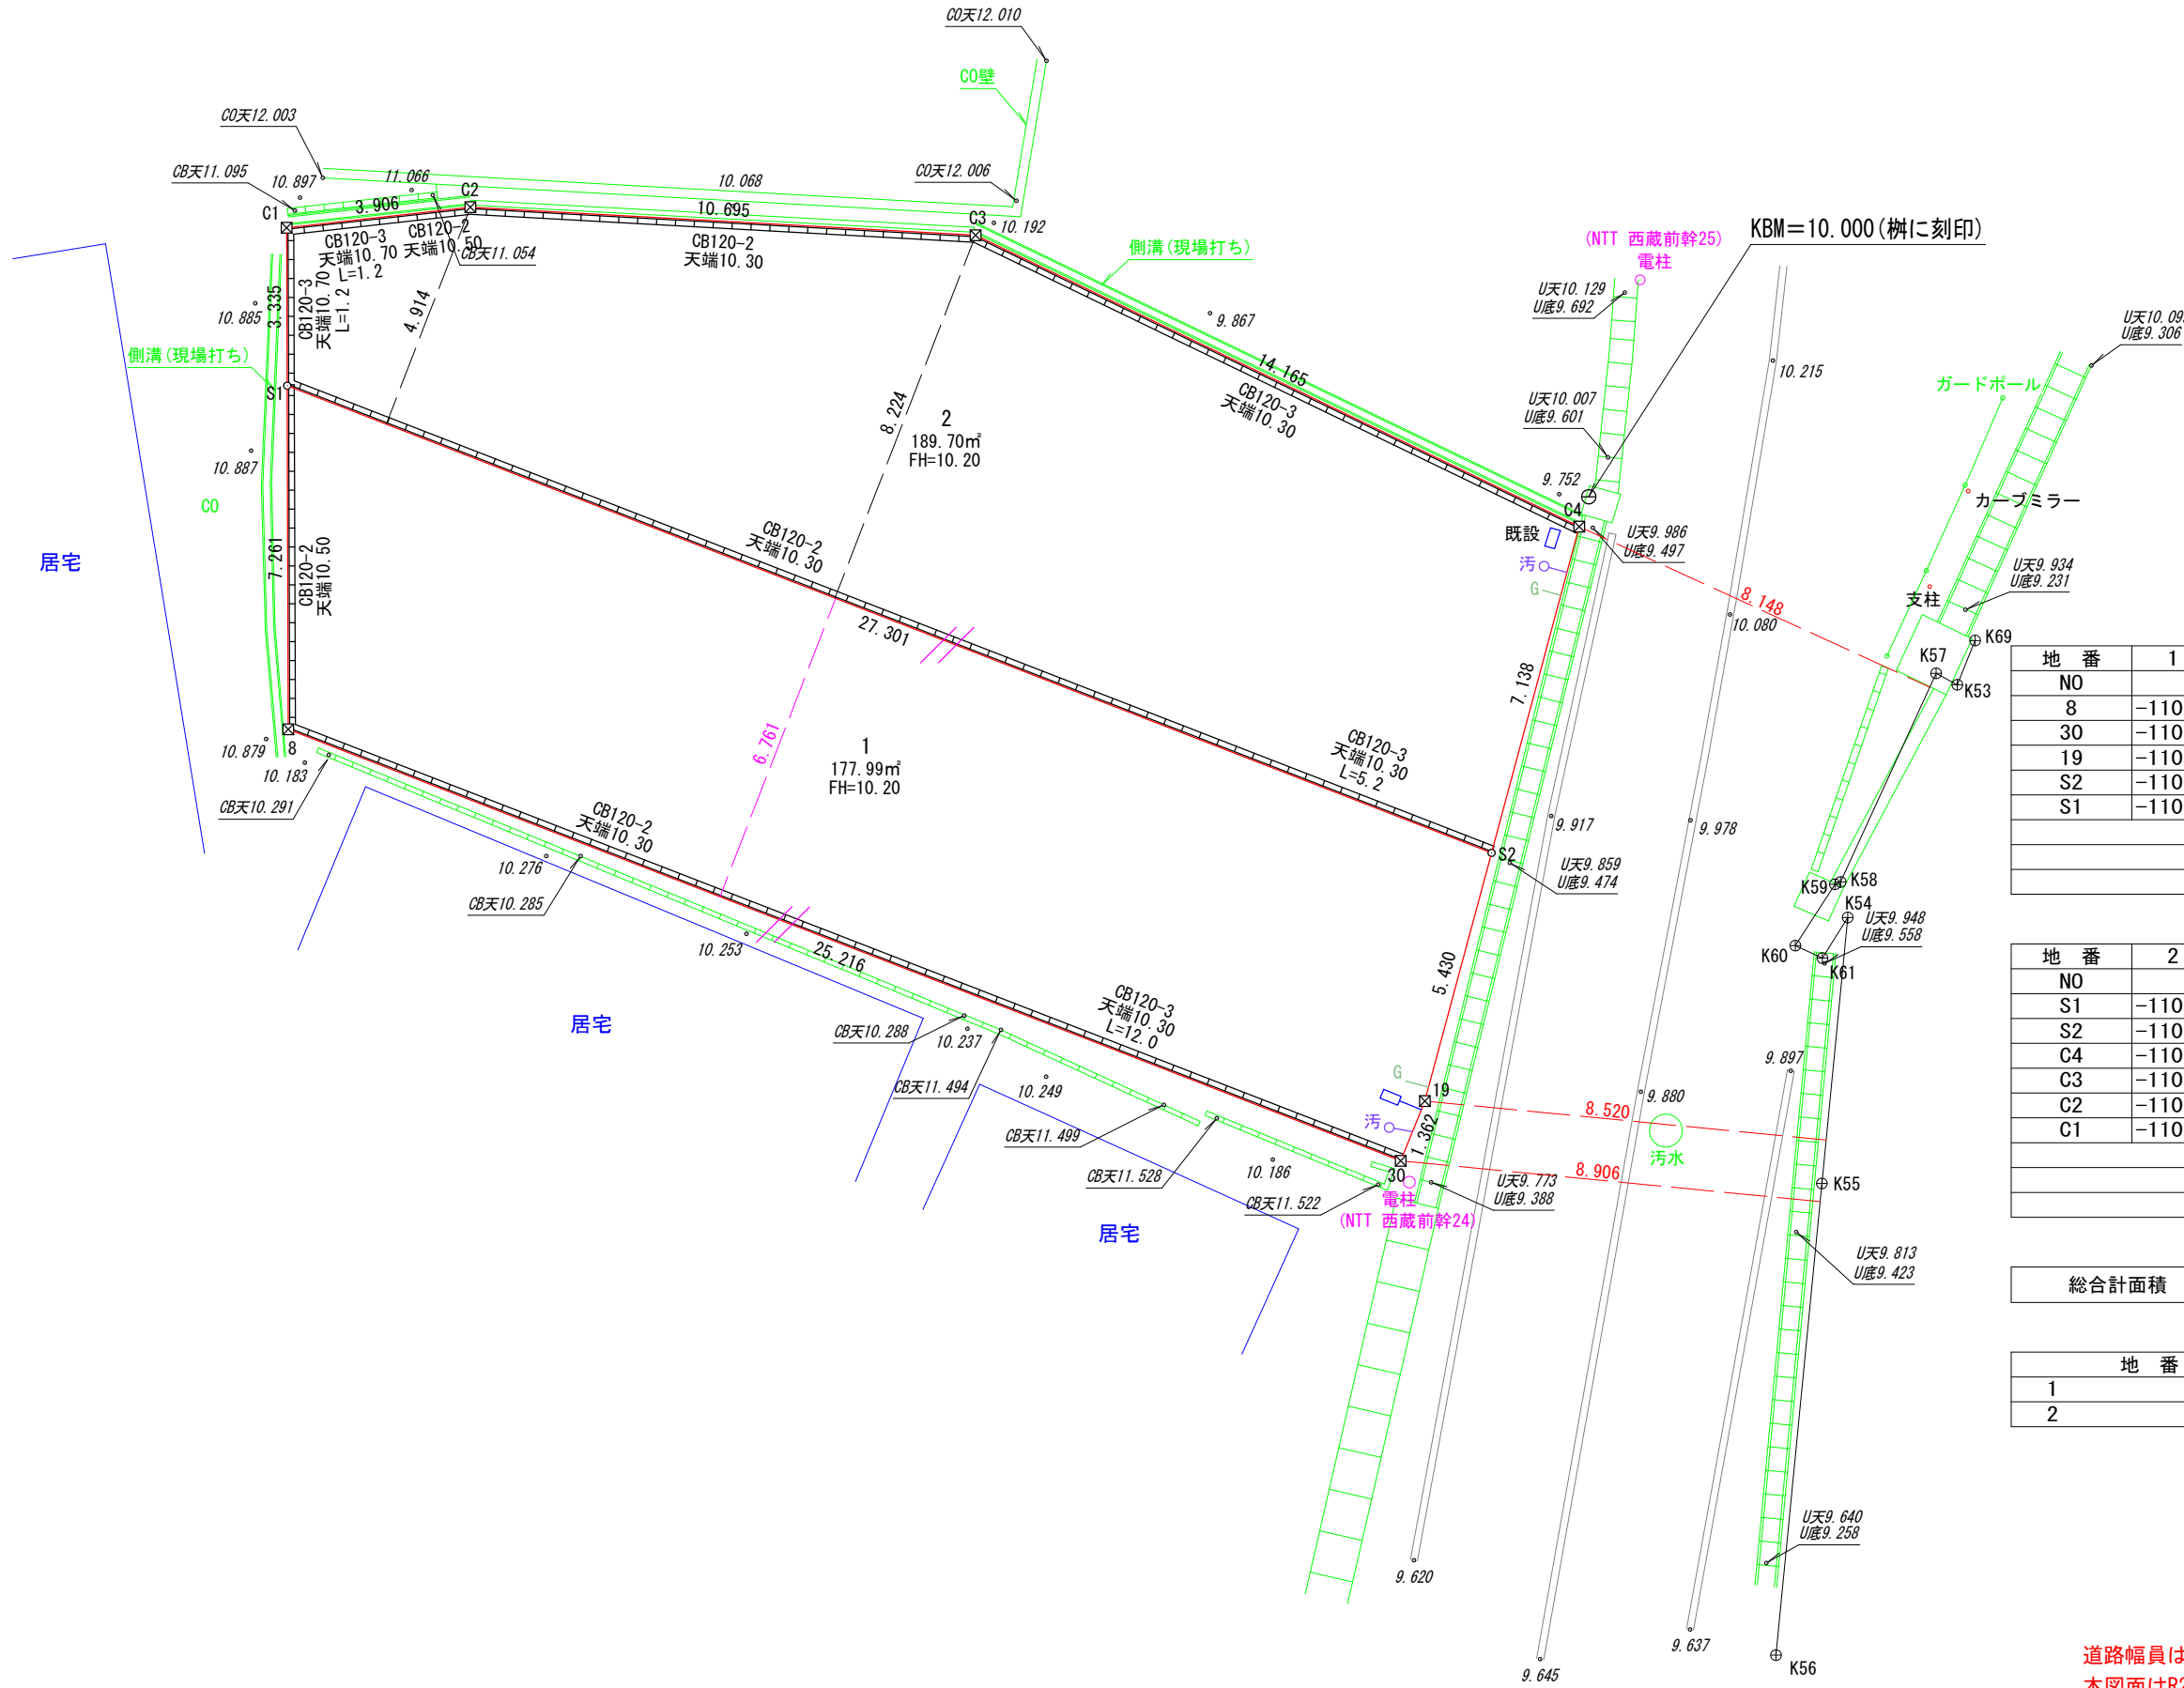 CO天12.010
CO壁
CO天12.003
CB天11.095
10.897
11.066
C2
10.068
CO天12.006
C1
3.906
10.695
C3
10.192
CB120-3
天端10.70
L=1.2
CB120-2
天端10.50
CB天11.054
CB120-2
天端10.30
側溝(現場打ち)
(NTT 西蔵前幹25)
電柱
KBM=10.000(桝に刻印)
U天10.129
U底9.692
10.885
3.335
CB120-3
天端10.70
L=1.2
4.914
側溝(現場打ち)
S1
9.867
14.165
CB120-3
天端10.30
10.215
U底9.306
ガードポール
U天10.007
U底9.601
8.224
2
189.70㎡
FH=10.20
10.887
CO
9.752
C4
カーブミラー
既設
U天9.986
U底9.497
汚
G
居宅
7.261
CB120-2
天端10.50
CB120-2
天端10.30
U天9.934
U底9.231
支柱
8.148
10.080
K69
K57
K53
27.301
7.138
地 番 1
NO
8 -110
30 -110
19 -110
S2 -110
S1 -110
10.879
8
10.183
6.761
1
177.99㎡
FH=10.20
CB120-3
天端10.30
L=5.2
CB天10.291
CB120-2
天端10.30
9.917
9.978
S2
U天9.859
U底9.474
10.276
CB天10.285
K59
K58
K54
U天9.948
U底9.558
K60
K61
10.253
25.216
5.430
地 番 2
NO
S1 -110
S2 -110
C4 -110
C3 -110
C2 -110
C1 -110
居宅
CB120-3
天端10.30
L=12.0
CB天10.288
10.237
CB天11.494
10.249
9.897
G
19
9.880
8.520
汚
1.362
CB天11.499
汚水
CB天11.528
10.186
30
8.906
K55
電柱
(NTT 西蔵前幹24)
CB天11.522
U天9.773
U底9.388
居宅
U天9.813
U底9.423
総合計面積
地 番
1
2
U天9.640
U底9.258
9.620
9.637
9.645
K56
道路幅員は